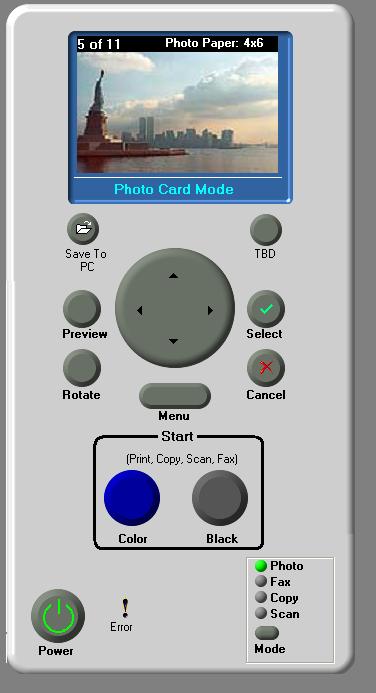 5 of 11 Photo Paper: 4x6
Photo Card Mode
Save To
PC
TBD
Preview
Select
Rotate
Cancel
Menu
Start
(Print, Copy, Scan, Fax)
Color
Black
Photo
Fax
Copy
Scan
Mode
Power
!
Error